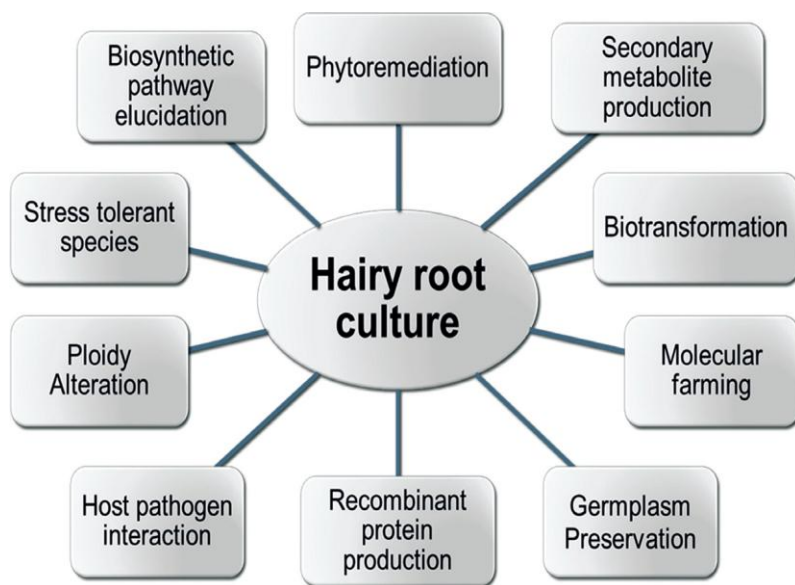 Biosynthetic
pathway
elucidation
Phytoremediation
Secondary
metabolite
production
Stress tolerant
species
Hairy root
culture
Biotransformation
Ploidy
Alteration
Molecular
farming
Host pathogen
interaction
Recombinant
protein
production
Germplasm
Preservation